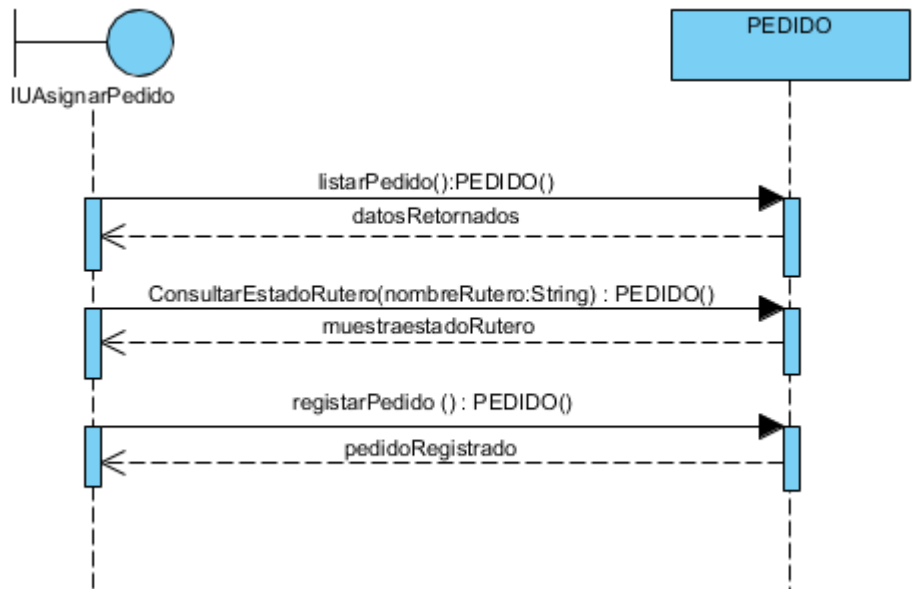 PEDIDO
IUAsignarPedido
listarPedido():PEDIDO()
datosRetornados
ConsultarEstadoRutero(nombreRutero:String) : PEDIDO()
muestraestadoRutero
registarPedido () : PEDIDO()
pedidoRegistrado